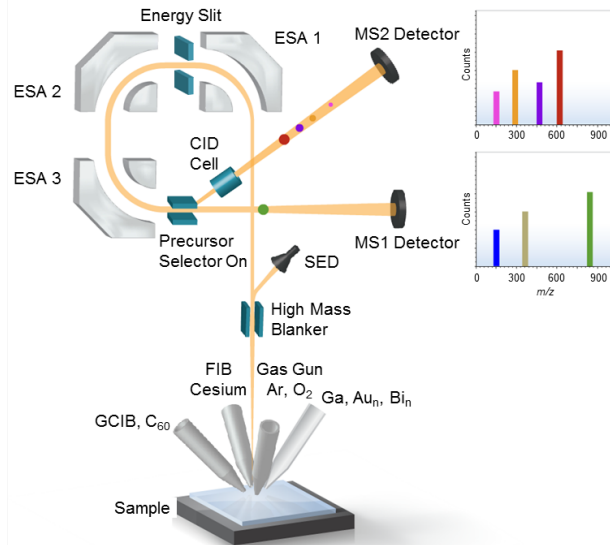 Energy Slit
ESA 1
MS2 Detector
ESA 2
CID
Cell
ESA 3
Precursor
Selector On
MS1 Detector
SED
High Mass
Blanker
FIB
Cesium
Gas Gun
Ar, O2
Ga, Aun, Bin
GCIB, C60
Sample
Counts
0 300 600 900
Counts
0 300 600 900
m/z